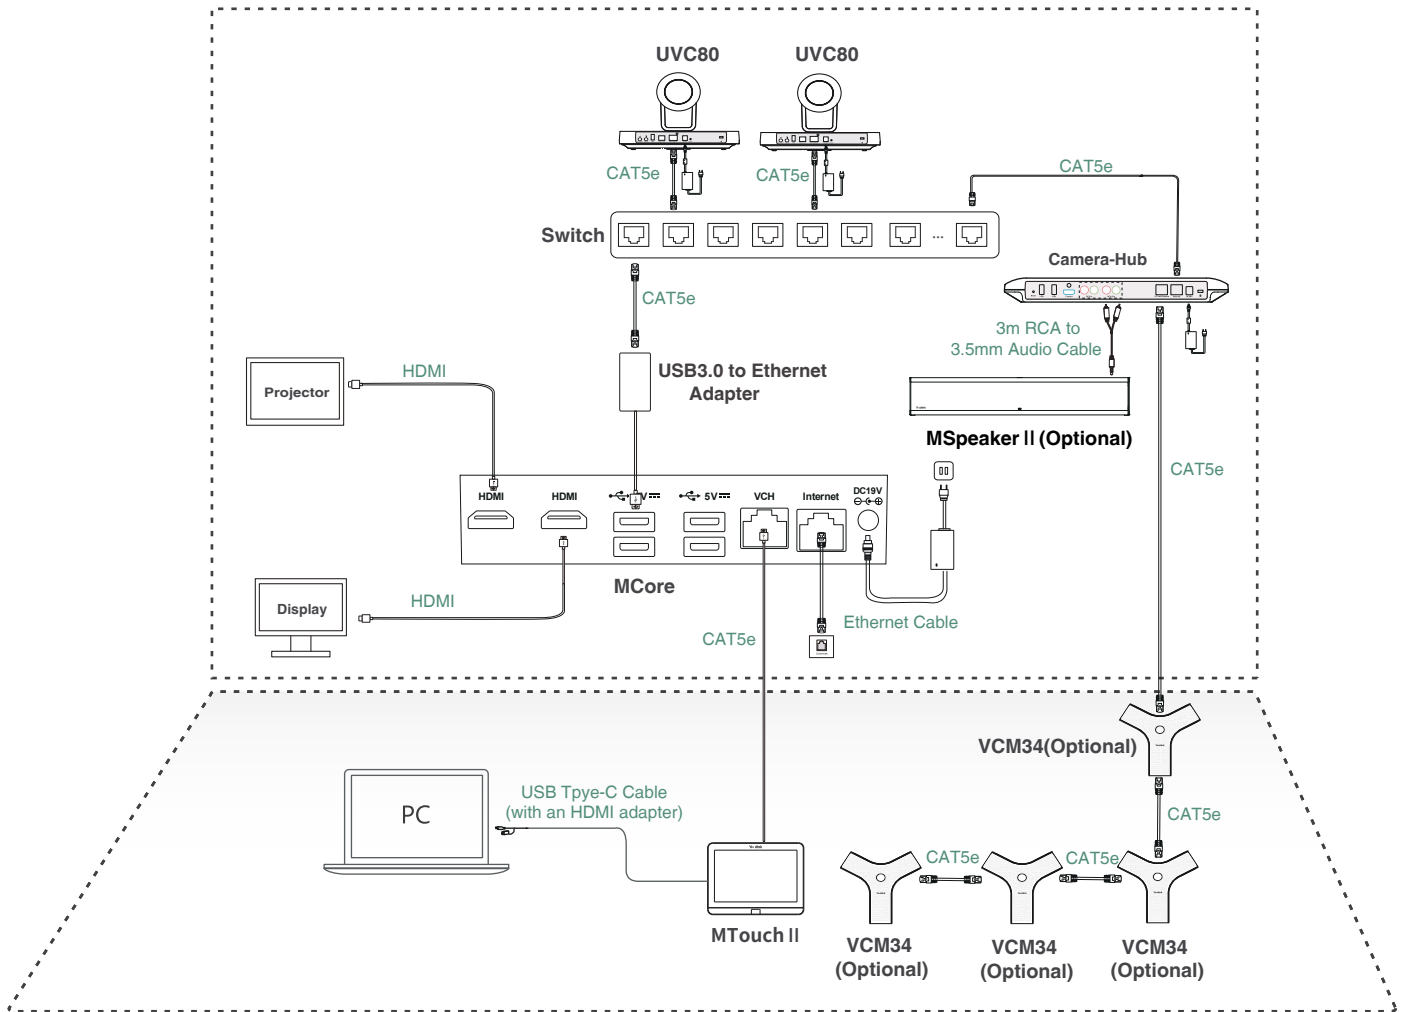 UVC80
UVC80
CAT5e
CAT5e
CAT5e
Switch
...
Camera-Hub
CAT5e
3m RCA to
3.5mm Audio Cable
HDMI
Projector
USB3.0 to Ethernet
Adapter
MSpeaker II (Optional)
CAT5e
HDMI
HDMI
V
5V
VCH
Internet
DC19V
MCore
Display
HDMI
CAT5e
Ethernet Cable
VCM34(Optional)
PC
USB Tpye-C Cable
(with an HDMI adapter)
CAT5e
CAT5e
CAT5e
MTouch II
VCM34
(Optional)
VCM34
(Optional)
VCM34
(Optional)